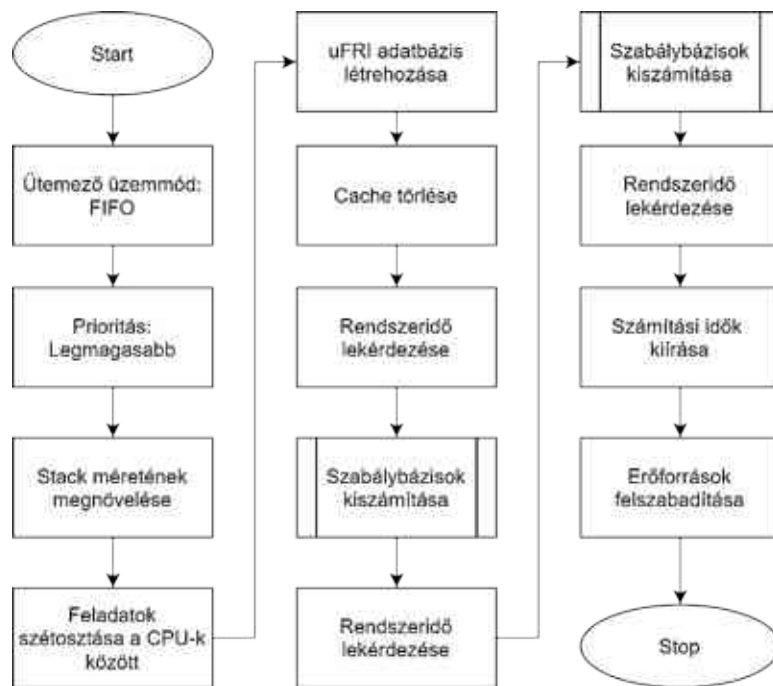 Start
Ütemező üzemmód:
FIFO
Prioritás:
Legmagasabb
Stack méretének
megnövelése
Feladatok
szétosztása a CPU-k
között
uFRI adatbázis
létrehozása
Cache törlése
Rendszeridő
lekérdezése
Szabálybázisok
kiszámítása
Rendszeridő
lekérdezése
Szabálybázisok
kiszámítása
Rendszeridő
lekérdezése
Számítási idők
kiírása
Erőforrások
felszabadítása
Stop